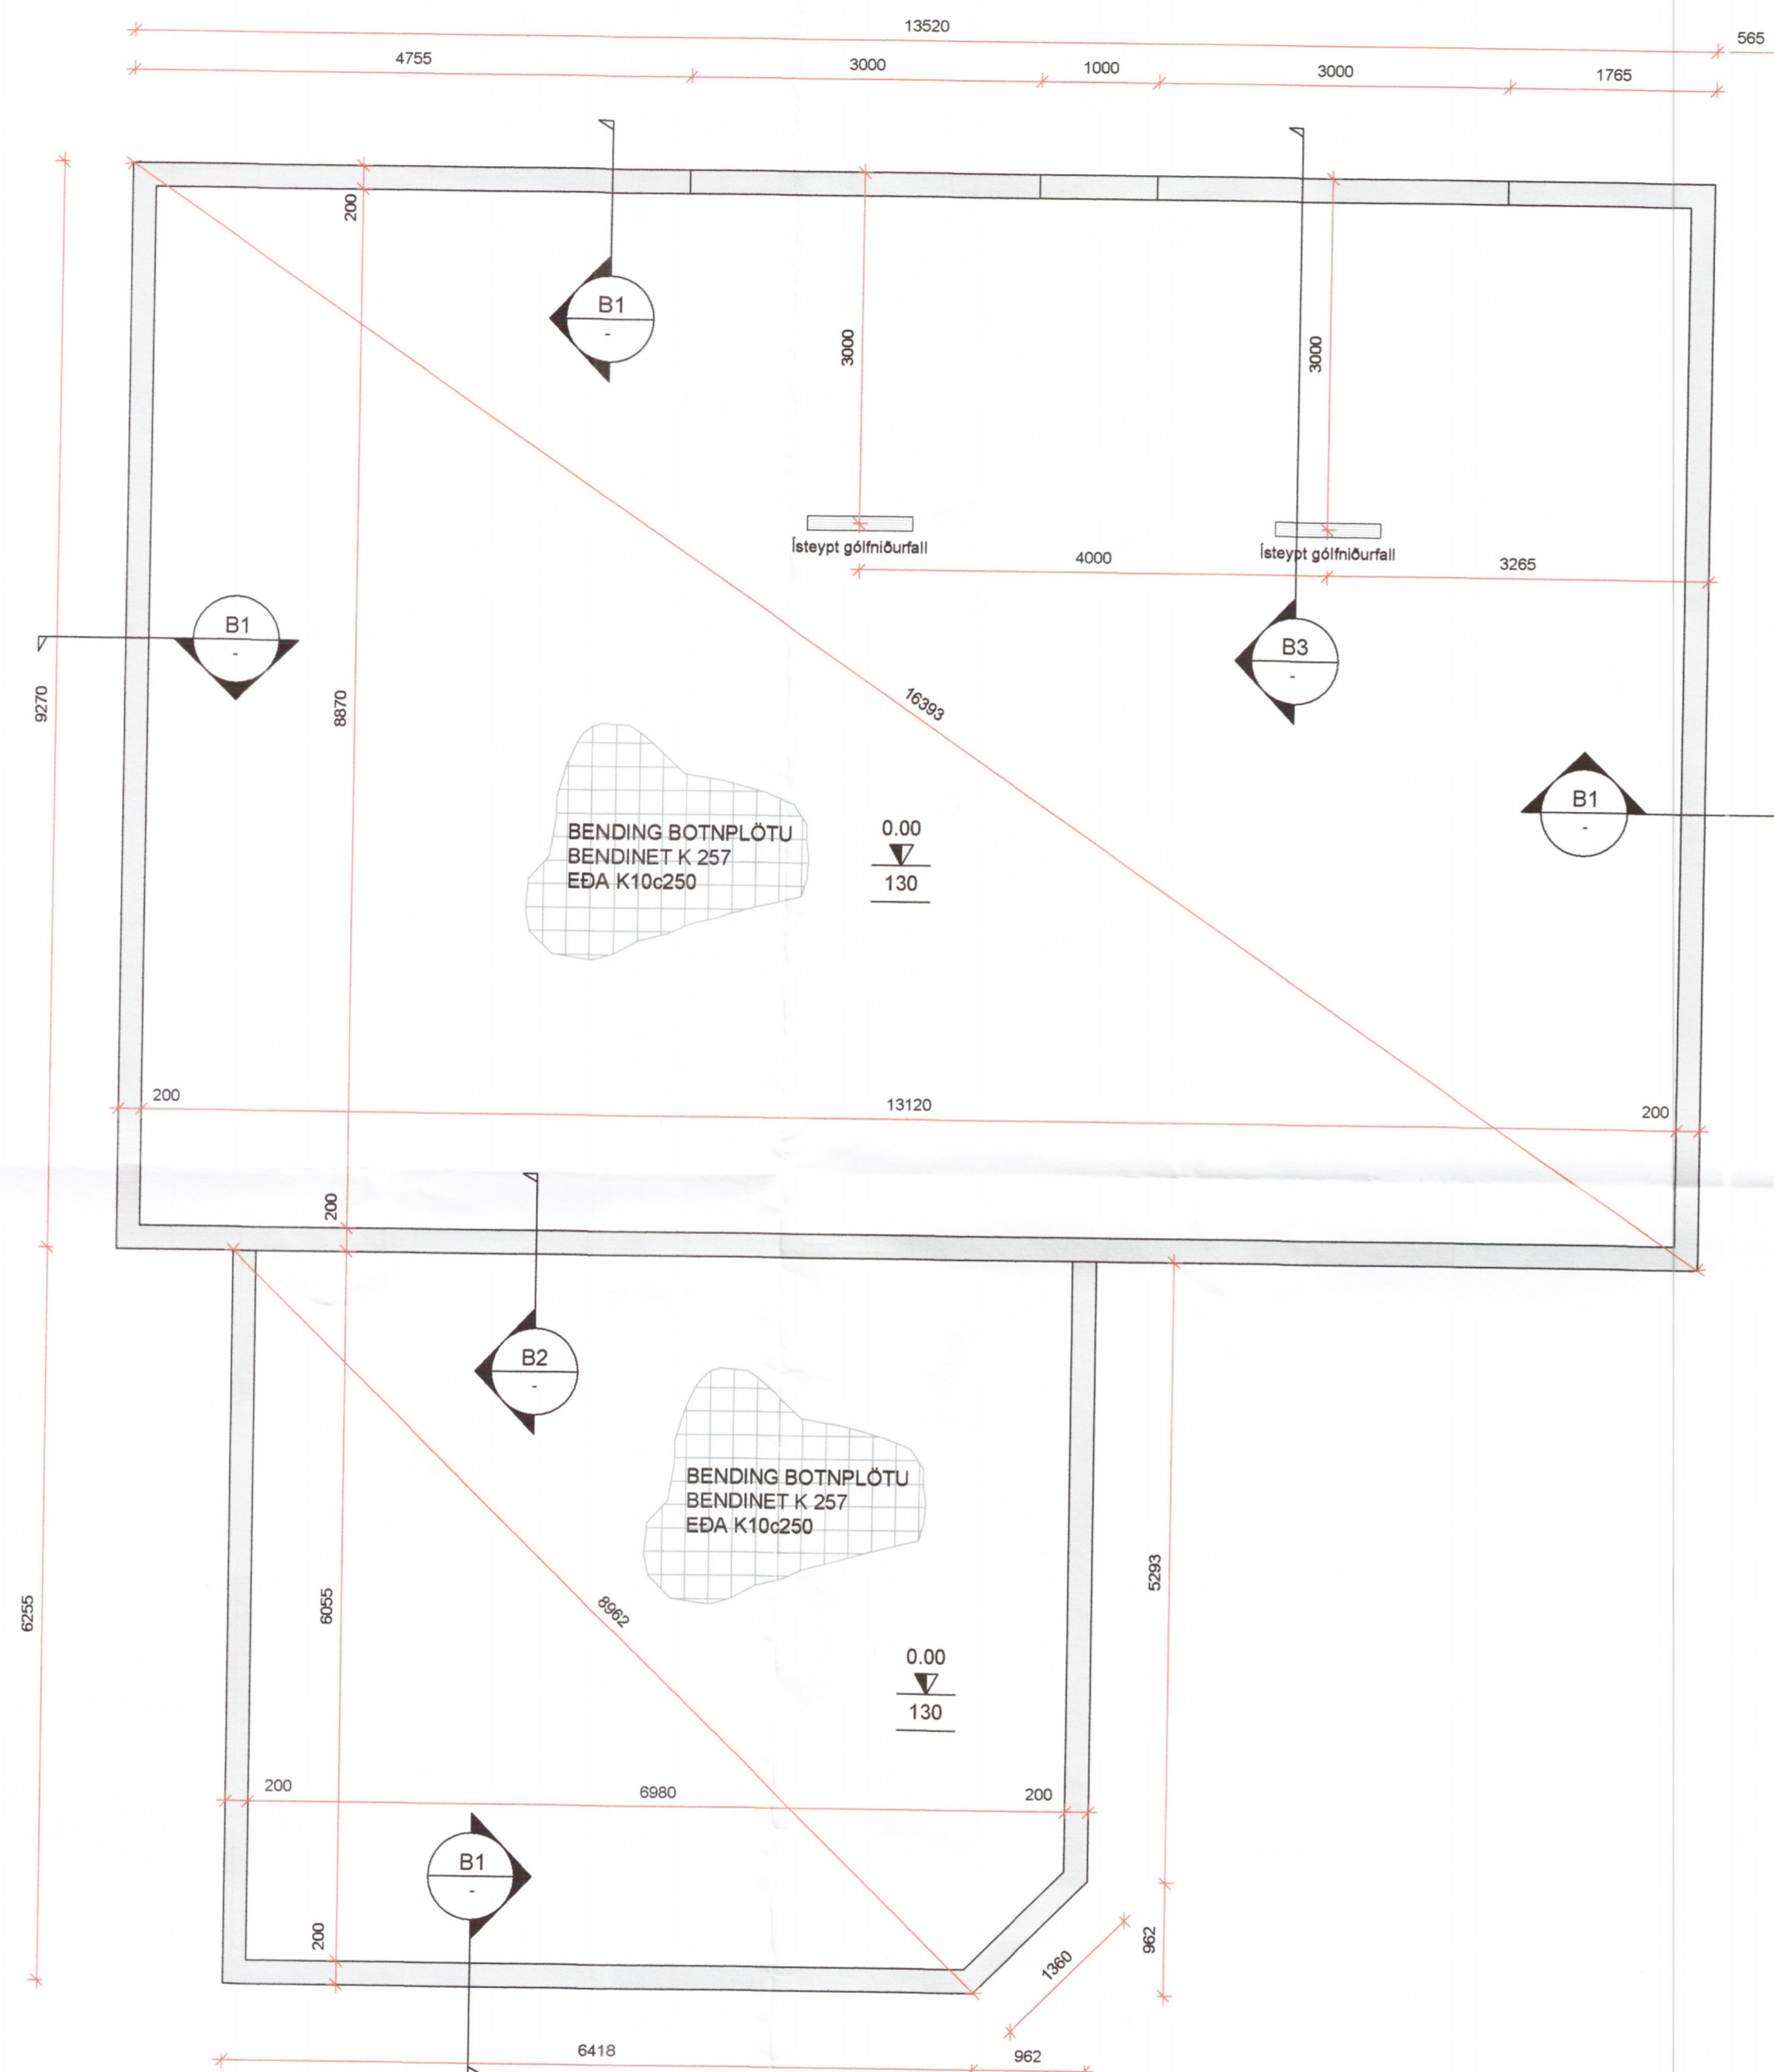 13520
565
4755
3000
1000
3000
1765
200
B1
-
3000
3000
Ísteypt gólfniðurfall
Ísteypt gólfniðurfall
4000
3265
B1
-
B3
-
9270
8870
16393
B1
-
BENDING BOTNPLÖTU
BENDINET K 257
EÐA K10c250
0.00
130
200
13120
200
200
B2
-
BENDING BOTNPLÖTU
BENDINET K 257
EÐA K10c250
5293
6255
6055
8962
0.00
130
200
6980
200
B1
-
200
962
1360
6418
962